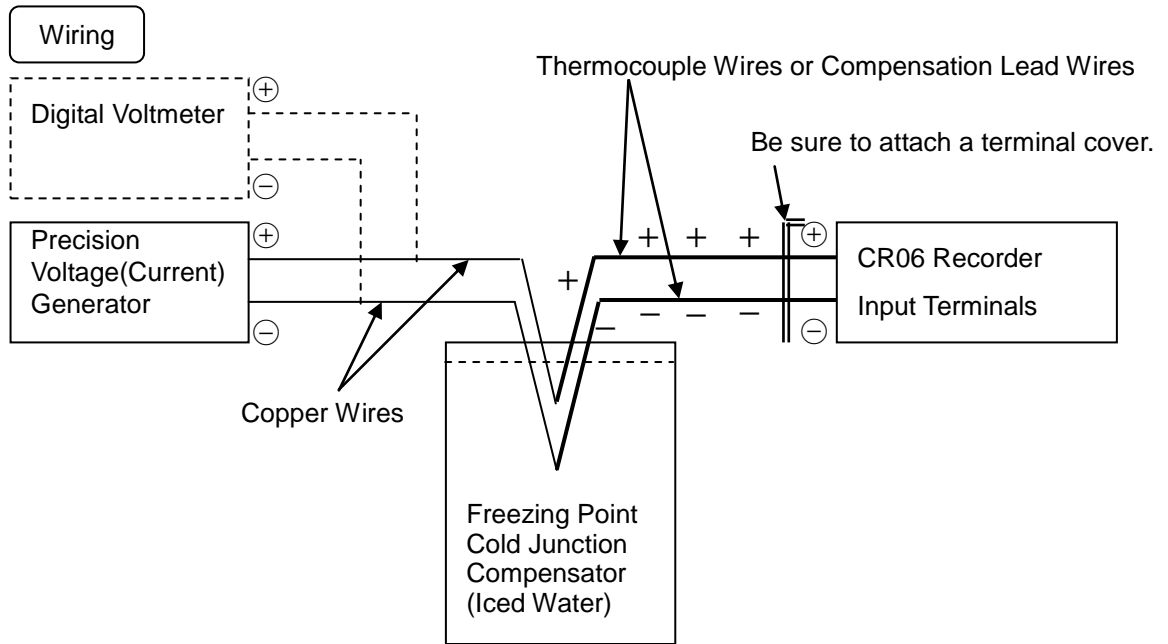 Wiring
Thermocouple Wires or Compensation Lead Wires
Digital Voltmeter
⊕
⊖
Be sure to attach a terminal cover.
Precision
Voltage(Current)
Generator
⊕
⊖
+ + + +
− − − −
⊕
⊖
CR06 Recorder
Input Terminals
Copper Wires
Freezing Point
Cold Junction
Compensator
(Iced Water)